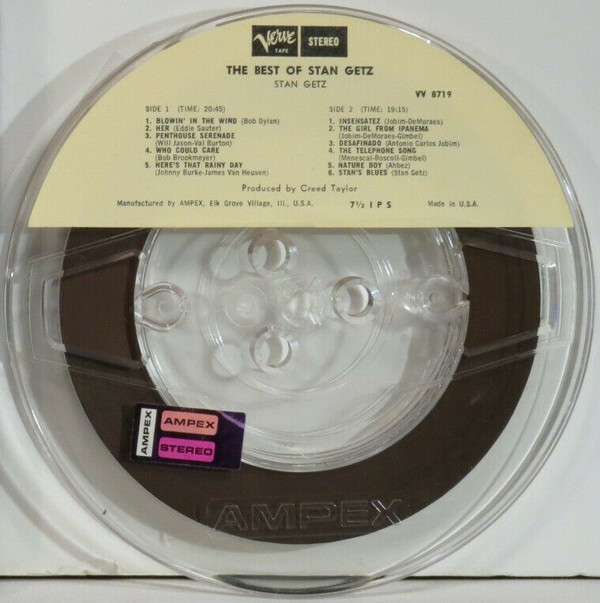 Verve
TAPE
STEREO
THE BEST OF STAN GETZ
STAN GETZ
VV 8719
SIDE 1 (TIME: 20:45)
1. BLOWIN' IN THE WIND (Bob Dylan)
2. HER (Eddie Sauter)
3. PENTHOUSE SERENADE
(Will Jason-Val Burton)
4. WHO COULD CARE
(Bob Brookmeyer)
5. HERE'S THAT RAINY DAY
(Johnny Burke-James Van Heusen)
SIDE 2 (TIME: 19:15)
1. INSENSATEZ (Jobim-DeMoraes)
2. THE GIRL FROM IPANEMA
(Jobim-DeMoraes-Gimbel)
3. DESAFINADO (Antonio Carlos Jobim)
4. THE TELEPHONE SONG
(Menescal-Boscoli-Gimbel)
5. NATURE BOY (Ahbez)
6. STAN'S BLUES (Stan Getz)
Produced by Creed Taylor
Manufactured by AMPEX, Elk Grove Village, Ill., U.S.A.
7½ I P S
Made in U.S.A.
AMPEX
AMPEX
STEREO
AMPEX